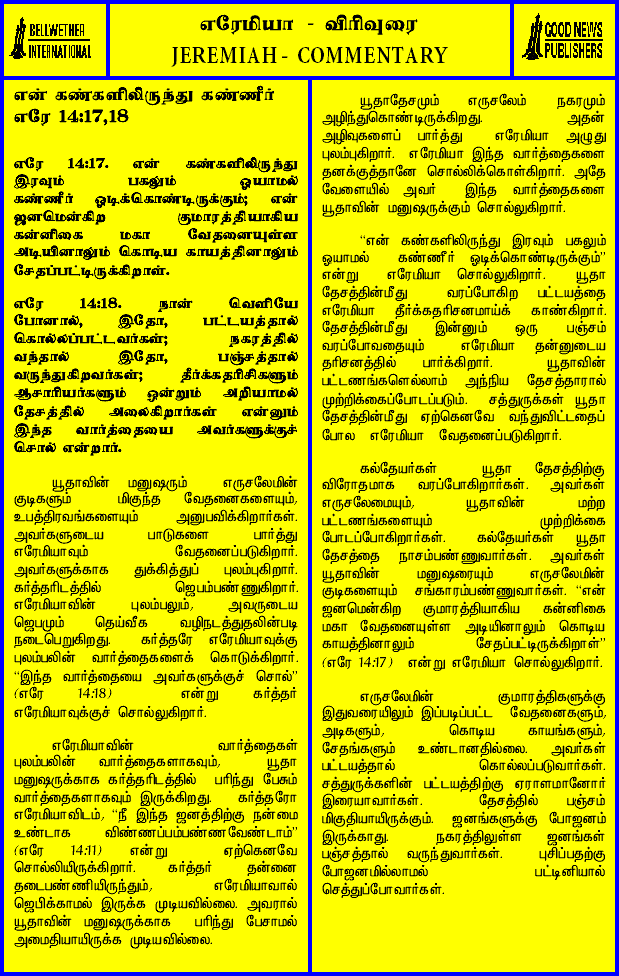 BELLWETHER
INTERNATIONAL
எரேமியா - விரிவுரை
JEREMIAH - COMMENTARY
GOOD NEWS
PUBLISHERS
என் கண்களிலிருந்து கண்ணீர்
எரே 14:17,18
எரே 14:17. என் கண்களிலிருந்து
இரவும் பகலும் ஓயாமல்
கண்ணீர் ஓடிக்கொண்டிருக்கும்; என்
ஜனமென்கிற குமாரத்தியாகிய
கன்னிகை மகா வேதனையுள்ள
அடியினாலும் கொடிய காயத்தினாலும்
சேதப்பட்டிருக்கிறாள்.
எரே 14:18. நான் வெளியே
போனால், இதோ, பட்டயத்தால்
கொல்லப்பட்டவர்கள்; நகரத்தில்
வந்தால் இதோ, பஞ்சத்தால்
வருந்துகிறவர்கள்; தீர்க்கதரிசிகளும்
ஆசாரியர்களும் ஒன்றும் அறியாமல்
தேசத்தில் அலைகிறார்கள் என்னும்
இந்த வார்த்தையை அவர்களுக்குச்
சொல் என்றார்.
யூதாவின் மனுஷரும் எருசலேமின்
குடிகளும் மிகுந்த வேதனைகளையும்,
உபத்திரவங்களையும் அனுபவிக்கிறார்கள்.
அவர்களுடைய பாடுகளை பார்த்து
எரேமியாவும் வேதனைப்படுகிறார்.
அவர்களுக்காக துக்கித்துப் புலம்புகிறார்.
கர்த்தரிடத்தில் ஜெபம்பண்ணுகிறார்.
எரேமியாவின் புலம்பலும், அவருடைய
ஜெபமும் தெய்வீக வழிநடத்துதலின்படி
நடைபெறுகிறது. கர்த்தரே எரேமியாவுக்கு
புலம்பலின் வார்த்தைகளைக் கொடுக்கிறார்.
“இந்த வார்த்தையை அவர்களுக்குச் சொல்”
(எரே 14:18) என்று கர்த்தர்
எரேமியாவுக்குச் சொல்லுகிறார்.
எரேமியாவின் வார்த்தைகள்
புலம்பலின் வார்த்தைகளாகவும், யூதா
மனுஷருக்காக கர்த்தரிடத்தில் பரிந்து பேசும்
வார்த்தைகளாகவும் இருக்கிறது. கர்த்தரோ
எரேமியாவிடம், “நீ இந்த ஜனத்திற்கு நன்மை
உண்டாக விண்ணப்பம்பண்ணவேண்டாம்”
(எரே 14:11) என்று ஏற்கெனவே
சொல்லியிருக்கிறார். கர்த்தர் தன்னை
தடைபண்ணியிருந்தும், எரேமியாவால்
ஜெபிக்காமல் இருக்க முடியவில்லை. அவரால்
யூதாவின் மனுஷருக்காக பரிந்து பேசாமல்
அமைதியாயிருக்க முடியவில்லை.
யூதாதேசமும் எருசலேம் நகரமும்
அழிந்துகொண்டிருக்கிறது. அதன்
அழிவுகளைப் பார்த்து எரேமியா அழுது
புலம்புகிறார். எரேமியா இந்த வார்த்தைகளை
தனக்குத்தானே சொல்லிக்கொள்கிறார். அதே
வேளையில் அவர் இந்த வார்த்தைகளை
யூதாவின் மனுஷருக்கும் சொல்லுகிறார்.
“என் கண்களிலிருந்து இரவும் பகலும்
ஓயாமல் கண்ணீர் ஓடிக்கொண்டிருக்கும்”
என்று எரேமியா சொல்லுகிறார். யூதா
தேசத்தின்மீது வரப்போகிற பட்டயத்தை
எரேமியா தீர்க்கதரிசனமாய்க் காண்கிறார்.
தேசத்தின்மீது இன்னும் ஒரு பஞ்சம்
வரப்போவதையும் எரேமியா தன்னுடைய
தரிசனத்தில் பார்க்கிறார். யூதாவின்
பட்டணங்களெல்லாம் அந்நிய தேசத்தாரால்
முற்றிக்கைப்போடப்படும். சத்துருக்கள் யூதா
தேசத்தின்மீது ஏற்கெனவே வந்துவிட்டதைப்
போல எரேமியா வேதனைப்படுகிறார்.
கல்தேயர்கள் யூதா தேசத்திற்கு
விரோதமாக வரப்போகிறார்கள். அவர்கள்
எருசலேமையும், யூதாவின் மற்ற
பட்டணங்களையும் முற்றிக்கை
போடப்போகிறார்கள். கல்தேயர்கள் யூதா
தேசத்தை நாசம்பண்ணுவார்கள். அவர்கள்
யூதாவின் மனுஷரையும் எருசலேமின்
குடிகளையும் சங்காரம்பண்ணுவார்கள். “என்
ஜனமென்கிற குமாரத்தியாகிய கன்னிகை
மகா வேதனையுள்ள அடியினாலும் கொடிய
காயத்தினாலும் சேதப்பட்டிருக்கிறாள்”
(எரே 14:17) என்று எரேமியா சொல்லுகிறார்.
எருசலேமின் குமாரத்திகளுக்கு
இதுவரையிலும் இப்படிப்பட்ட வேதனைகளும்,
அடிகளும், கொடிய காயங்களும்,
சேதங்களும் உண்டானதில்லை. அவர்கள்
பட்டயத்தால் கொல்லப்படுவார்கள்.
சத்துருக்களின் பட்டயத்திற்கு ஏராளமானோர்
இரையாவார்கள். தேசத்தில் பஞ்சம்
மிகுதியாயிருக்கும். ஜனங்களுக்கு போஜனம்
இருக்காது. நகரத்திலுள்ள ஜனங்கள்
பஞ்சத்தால் வருந்துவார்கள். புசிப்பதற்கு
போஜனமில்லாமல் பட்டினியால்
செத்துப்போவார்கள்.